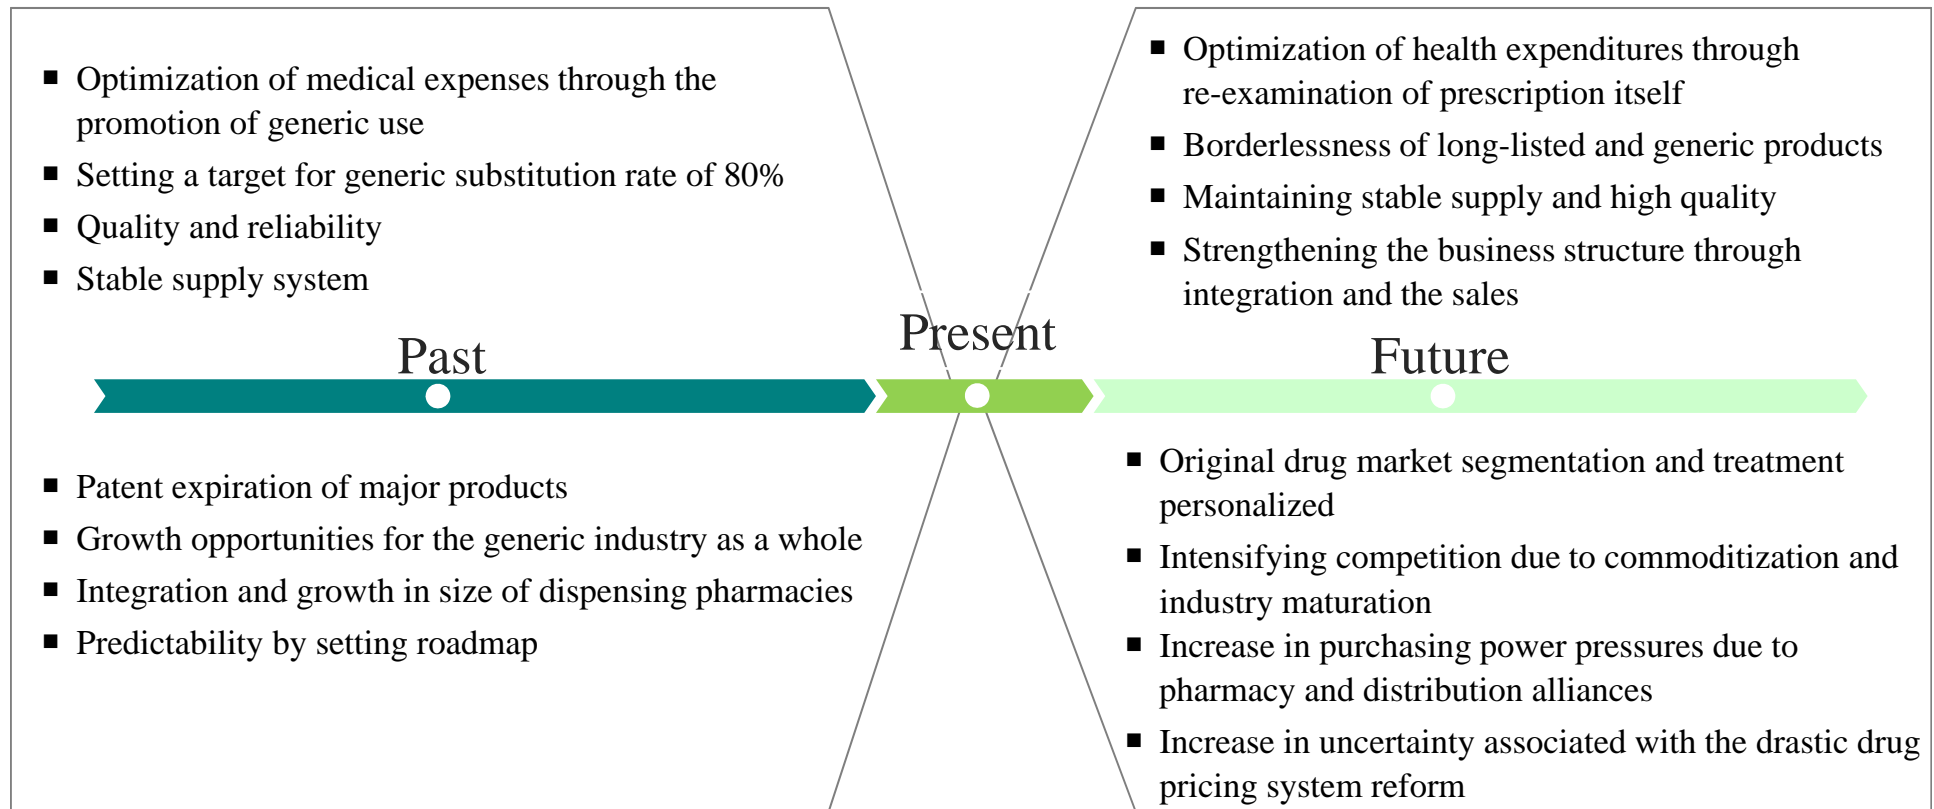 ■ Optimization of medical expenses through the
promotion of generic use
■ Setting a target for generic substitution rate of 80%
■ Quality and reliability
■ Stable supply system
■ Optimization of health expenditures through
re-examination of prescription itself
■ Borderlessness of long-listed and generic products
■ Maintaining stable supply and high quality
■ Strengthening the business structure through
integration and the sales
Past
Present
Future
■ Patent expiration of major products
■ Growth opportunities for the generic industry as a whole
■ Integration and growth in size of dispensing pharmacies
■ Predictability by setting roadmap
■ Original drug market segmentation and treatment
personalized
■ Intensifying competition due to commoditization and
industry maturation
■ Increase in purchasing power pressures due to
pharmacy and distribution alliances
■ Increase in uncertainty associated with the drastic drug
pricing system reform